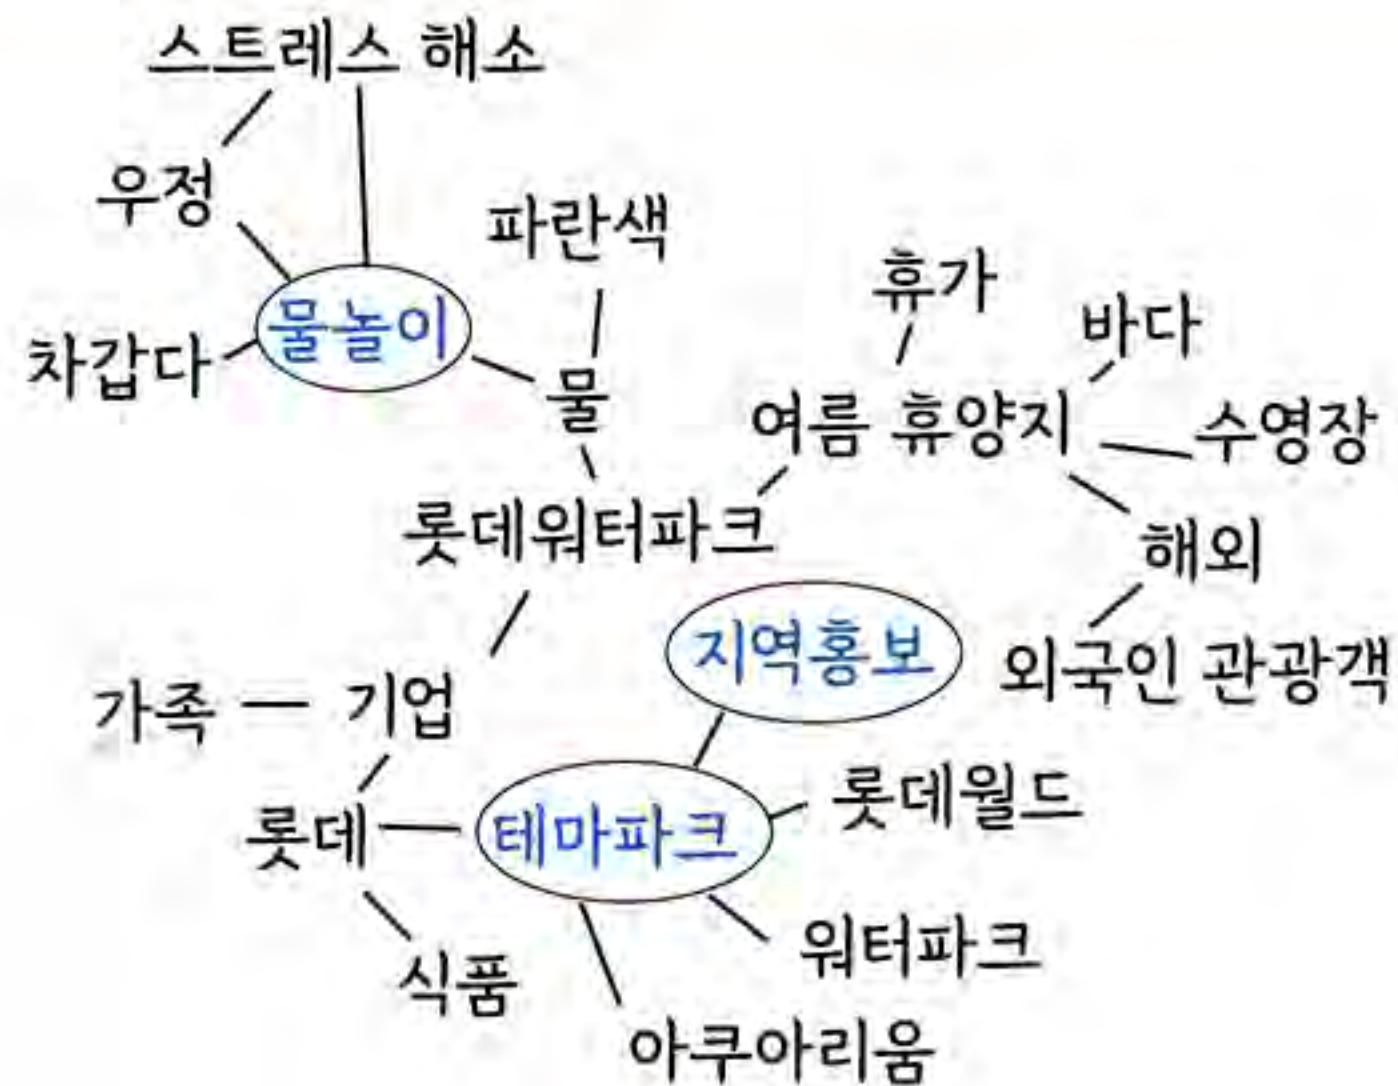 스트레스 해소
우정
파란색
휴가
바다
차갑다
물놀이
물
여름 휴양지
수영장
롯데워터파크
해외
지역홍보
외국인 관광객
가족
기업
롯데월드
롯데
테마파크
워터파크
식품
아쿠아리움